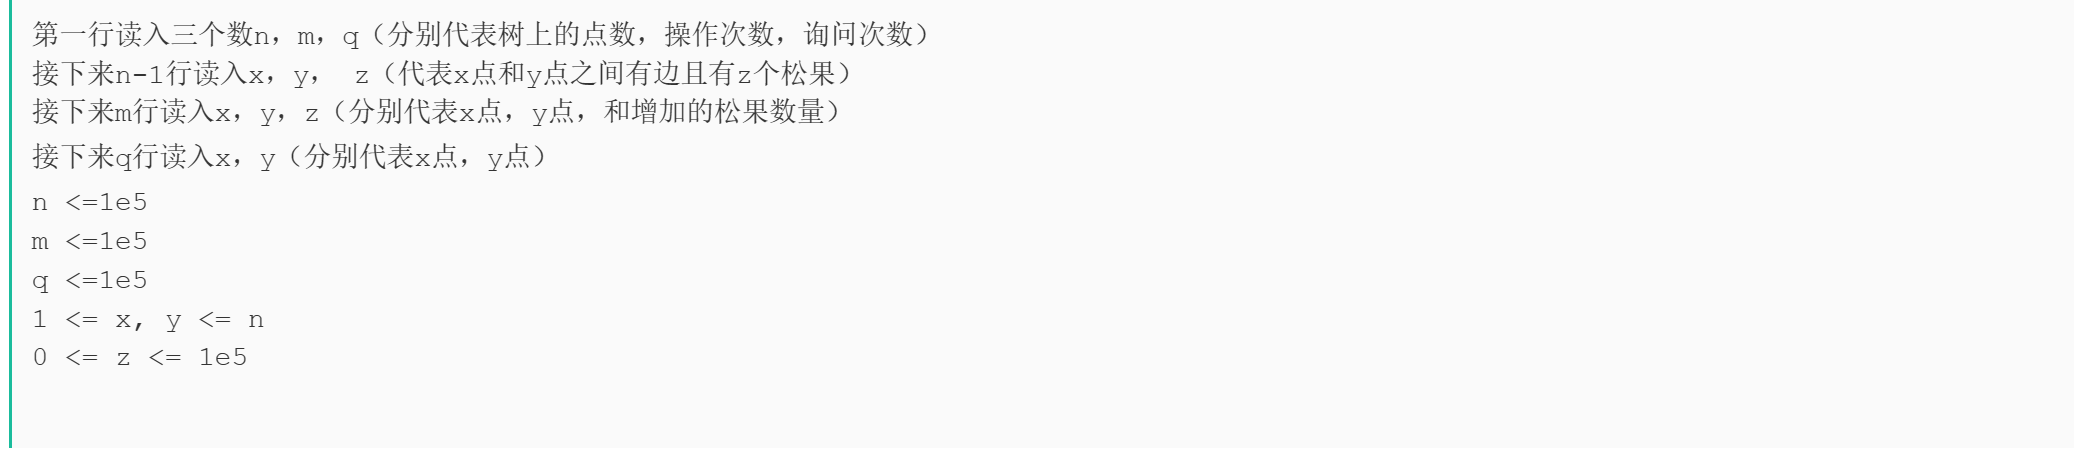 第一行读入三个数n，m，q（分别代表树上的点数，操作次数，询问次数）
接下来n-1行读入x，y， z（代表x点和y点之间有边且有z个松果）
接下来m行读入x，y，z（分别代表x点，y点，和增加的松果数量）
接下来q行读入x，y（分别代表x点，y点）
n <=1e5
m <=1e5
q <=1e5
1 <= x, y <= n
0 <= z <= 1e5